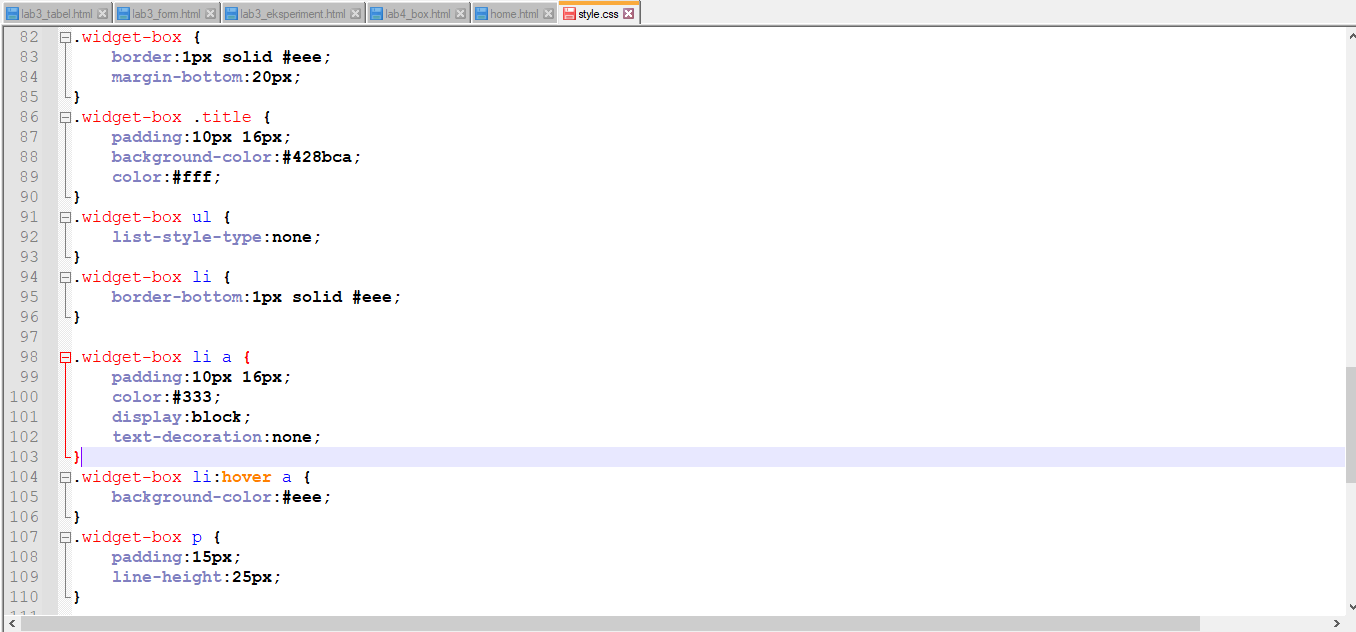 lab3_tabel.html lab3_form.html lab3_eksperiment.html lab4_box.html home.html style.css
82 .widget-box {
83 border:1px solid #eee;
84 margin-bottom:20px;
85 }
86 .widget-box .title {
87 padding:10px 16px;
88 background-color:#428bca;
89 color:#fff;
90 }
91 .widget-box ul {
92 list-style-type:none;
93 }
94 .widget-box li {
95 border-bottom:1px solid #eee;
96 }
97
98 .widget-box li a {
99 padding:10px 16px;
100 color:#333;
101 display:block;
102 text-decoration:none;
103 }
104 .widget-box li:hover a {
105 background-color:#eee;
106 }
107 .widget-box p {
108 padding:15px;
109 line-height:25px;
110 }
111